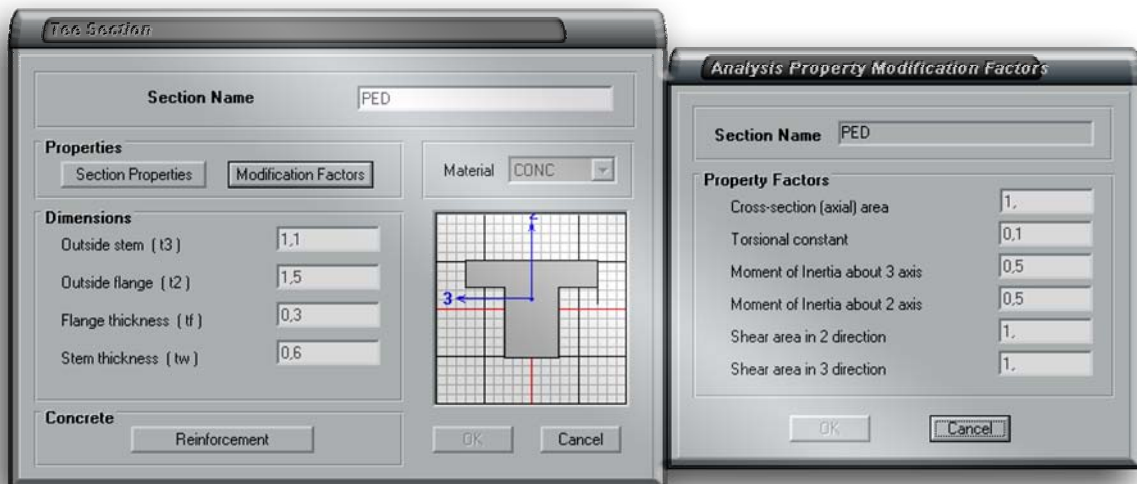 Tee Section
Section Name PED
Properties
Section Properties Modification Factors
Material CONC
Dimensions
Outside stem ( t3 ) 1,1
Outside flange ( t2 ) 1,5
Flange thickness ( tf ) 0,3
Stem thickness ( tw ) 0,6
2
3
Concrete
Reinforcement
OK Cancel
Analysis Property Modification Factors
Section Name PED
Property Factors
Cross-section (axial) area 1,
Torsional constant 0,1
Moment of Inertia about 3 axis 0,5
Moment of Inertia about 2 axis 0,5
Shear area in 2 direction 1,
Shear area in 3 direction 1,
OK Cancel